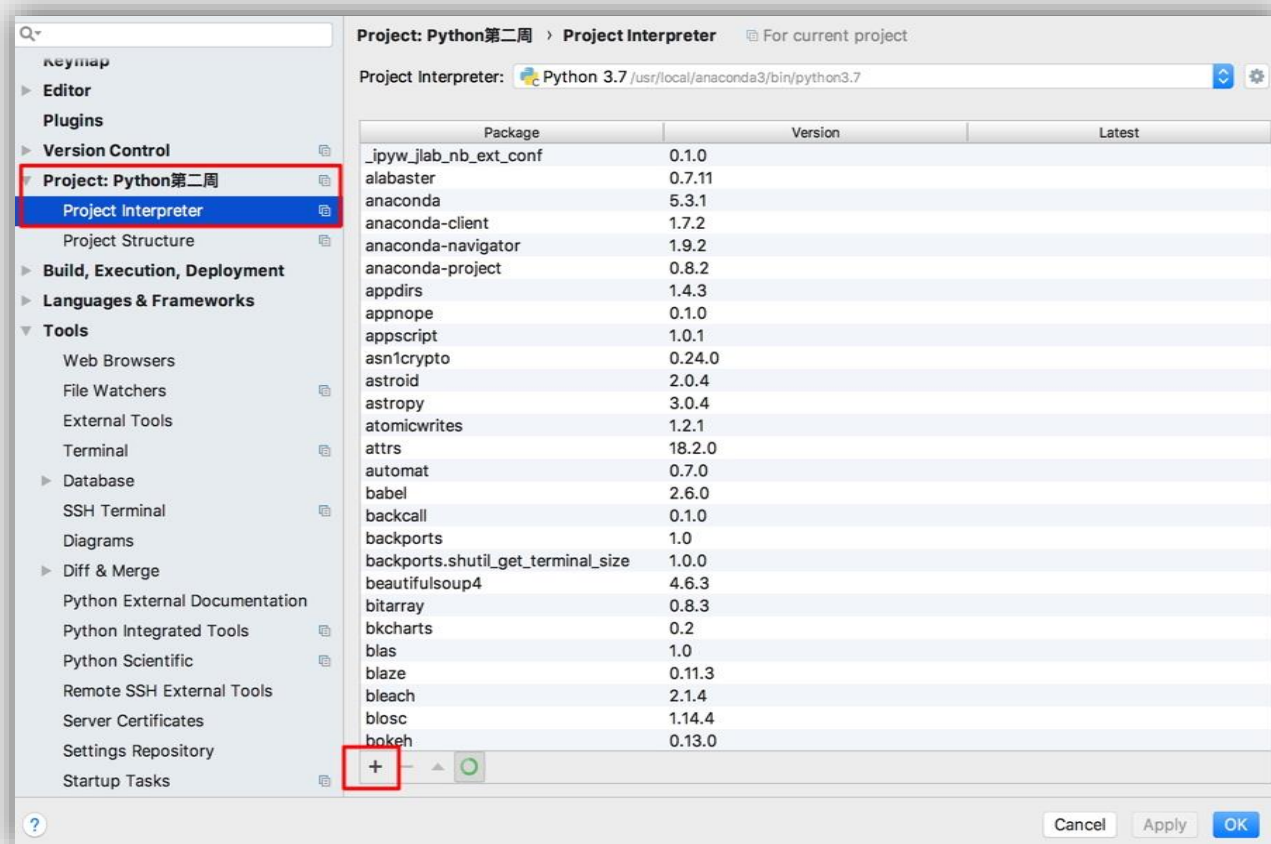 Keymap
Editor
Plugins
Version Control
Project: Python第二周
Project Interpreter
Project Structure
Build, Execution, Deployment
Languages & Frameworks
Tools
Web Browsers
File Watchers
External Tools
Terminal
Database
SSH Terminal
Diagrams
Diff & Merge
Python External Documentation
Python Integrated Tools
Python Scientific
Remote SSH External Tools
Server Certificates
Settings Repository
Startup Tasks
Project: Python第二周 › Project Interpreter For current project
Project Interpreter: Python 3.7 /usr/local/anaconda3/bin/python3.7
Package Version Latest
_ipyw_jlab_nb_ext_conf 0.1.0
alabaster 0.7.11
anaconda 5.3.1
anaconda-client 1.7.2
anaconda-navigator 1.9.2
anaconda-project 0.8.2
appdirs 1.4.3
appnope 0.1.0
appscript 1.0.1
asn1crypto 0.24.0
astroid 2.0.4
astropy 3.0.4
atomicwrites 1.2.1
attrs 18.2.0
automat 0.7.0
babel 2.6.0
backcall 0.1.0
backports 1.0
backports.shutil_get_terminal_size 1.0.0
beautifulsoup4 4.6.3
bitarray 0.8.3
bkcharts 0.2
blas 1.0
blaze 0.11.3
bleach 2.1.4
blosc 1.14.4
bokeh 0.13.0
+ −
? Cancel Apply OK